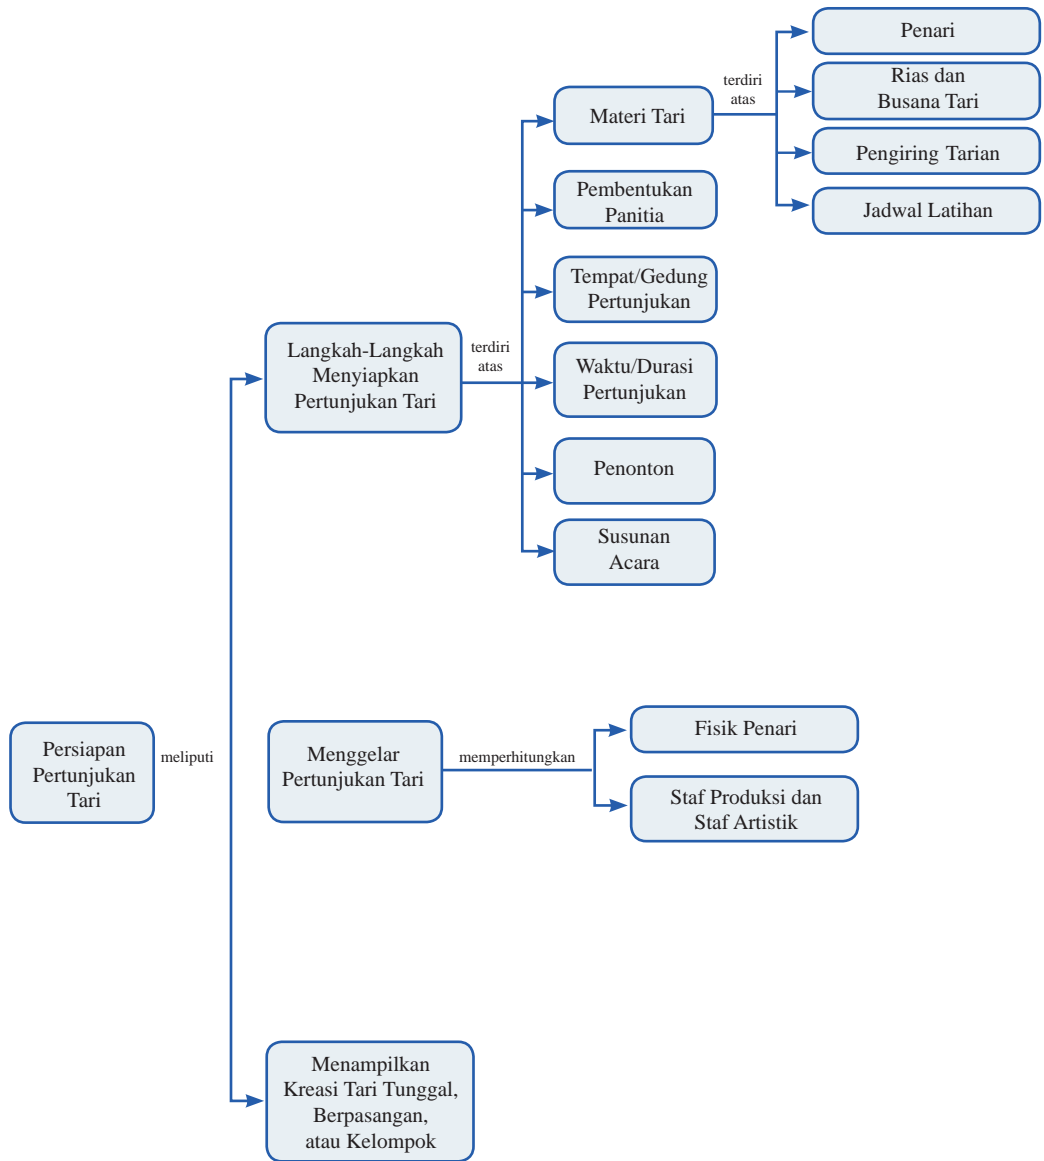 Persiapan
Pertunjukan
Tari
meliputi
Langkah-Langkah
Menyiapkan
Pertunjukan Tari
terdiri
atas
Materi Tari
terdiri
atas
Penari
Rias dan
Busana Tari
Pengiring Tarian
Jadwal Latihan
Pembentukan
Panitia
Tempat/Gedung
Pertunjukan
Waktu/Durasi
Pertunjukan
Penonton
Susunan
Acara
Menggelar
Pertunjukan Tari
memperhitungkan
Fisik Penari
Staf Produksi dan
Staf Artistik
Menampilkan
Kreasi Tari Tunggal,
Berpasangan,
atau Kelompok